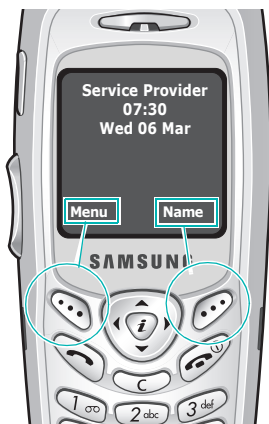 Service Provider
07:30
Wed 06 Mar
Menu Name
SAMSUNG
i
C
1 2 abc 3 def